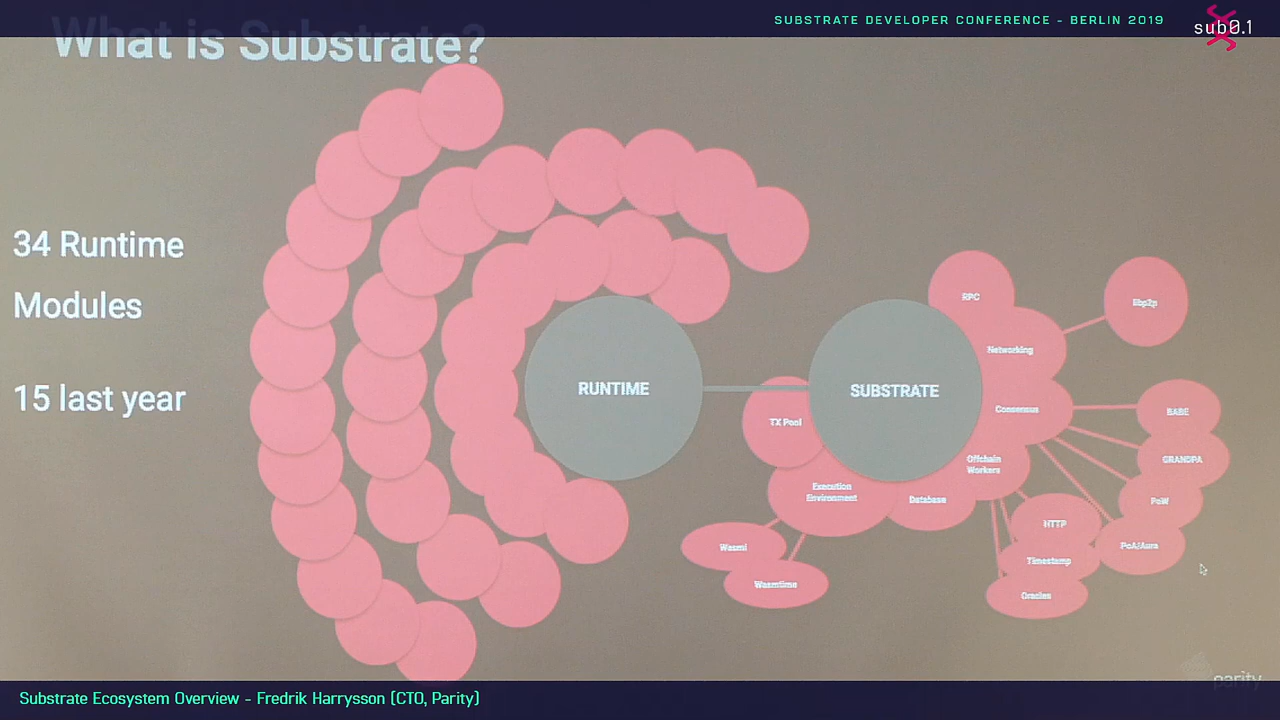 SUBSTRATE DEVELOPER CONFERENCE - BERLIN 2019
sub0.1
What is Substrate?
34 Runtime
Modules
15 last year
RUNTIME
SUBSTRATE
RPC
Networking
libp2p
Consensus
BABE
GRANDPA
PoW
PoA/Aura
TX Pool
Offchain
Workers
Execution
Environment
Database
HTTP
Timestamp
Oracles
Wasmi
Wasmtime
parity
Substrate Ecosystem Overview - Fredrik Harrysson (CTO, Parity)